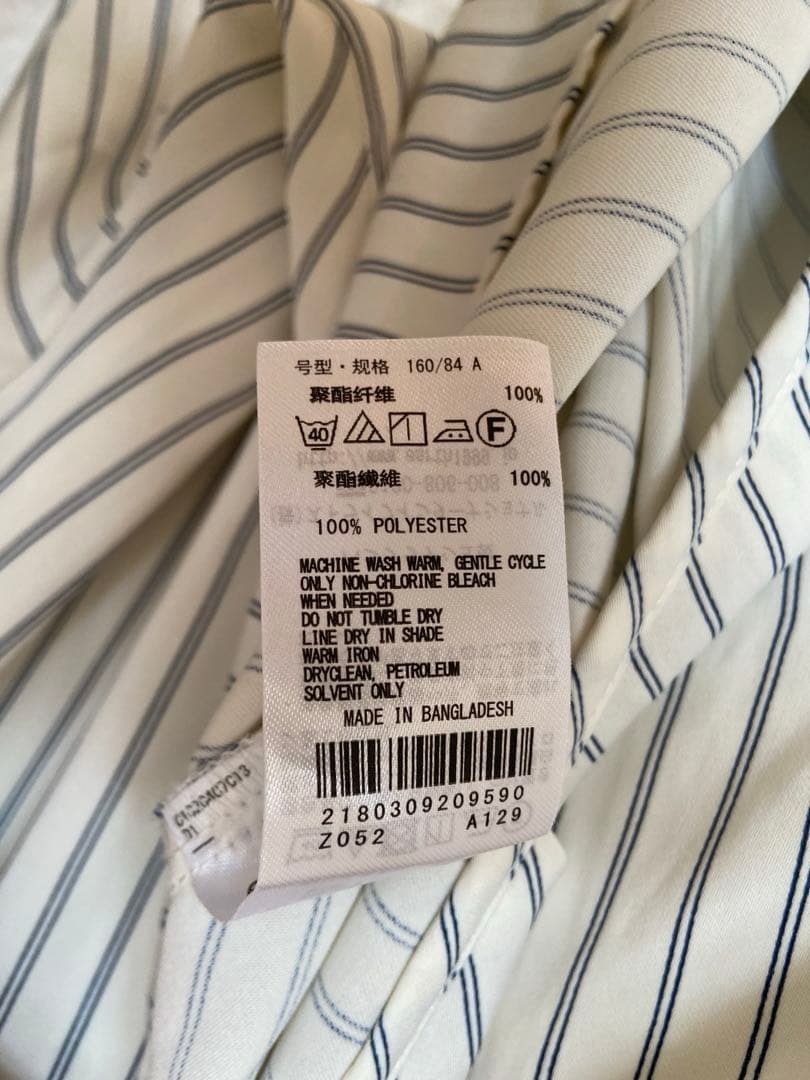 号型・规格 160/84 A
聚酯纤维 100%
40 F
聚酯纖維 100%
100% POLYESTER
MACHINE WASH WARM, GENTLE CYCLE
ONLY NON-CHLORINE BLEACH
WHEN NEEDED
DO NOT TUMBLE DRY
LINE DRY IN SHADE
WARM IRON
DRYCLEAN, PETROLEUM
SOLVENT ONLY
MADE IN BANGLADESH
2180309209590
Z052 A129